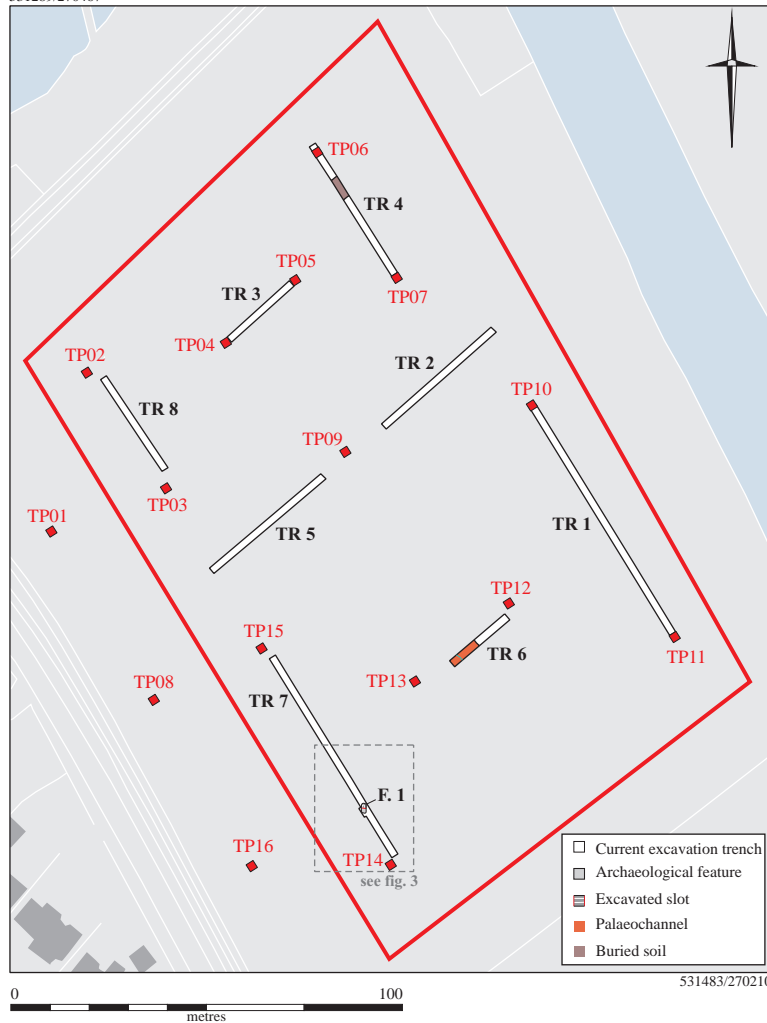 TP06
TR 4
TP05
TR 3
TP07
TP04
TP02
TR 2
TP10
TR 8
TP09
TP03
TP01
TR 1
TR 5
TP12
TP15
TP11
TR 6
TP13
TP08
TR 7
F. 1
TP14
TP16
see fig. 3
Current excavation trench
Archaeological feature
Excavated slot
Palaeochannel
Buried soil
531483/270210
0
100
metres